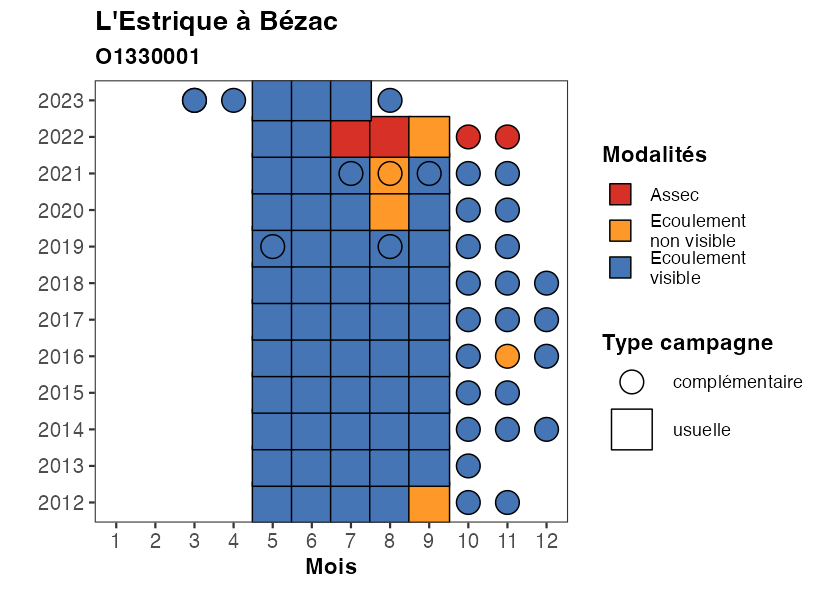 L'Estrique à Bézac
O1330001
2023
2022
2021
2020
2019
2018
2017
2016
2015
2014
2013
2012
1 2 3 4 5 6 7 8 9 10 11 12
Mois
Modalités
Assec
Ecoulement
non visible
Ecoulement
visible
Type campagne
complémentaire
usuelle